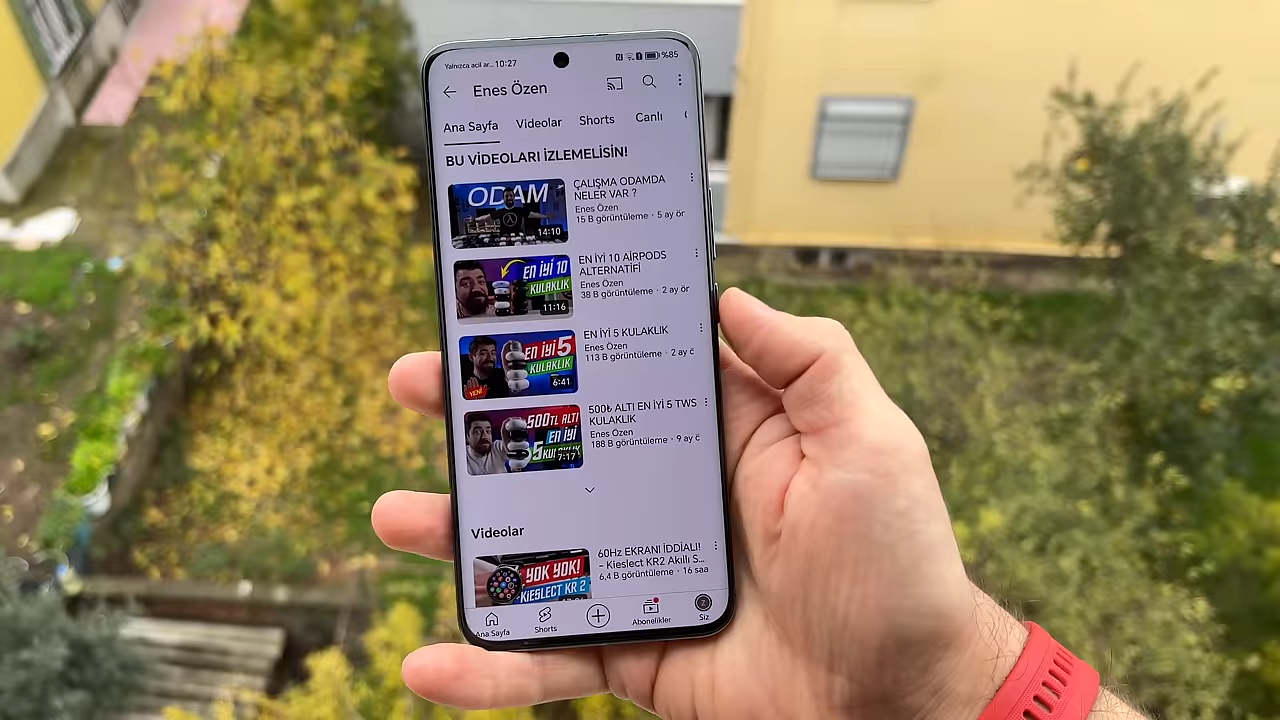 Yalnızca acil ar... 10:27
%85
Enes Özen
Ana Sayfa Videolar Shorts Canlı
BU VİDEOLARI İZLEMELİSİN!
ODAM
14:10
ÇALIŞMA ODAMDA
NELER VAR ?
Enes Özen
15 B görüntüleme · 5 ay ör
EN İYİ 10
KULAKLIK
11:16
EN İYİ 10 AİRPODS
ALTERNATİFİ
Enes Özen
38 B görüntüleme · 2 ay ör
EN İYİ 5
KULAKLIK
YENİ
6:41
EN İYİ 5 KULAKLIK
Enes Özen
113 B görüntüleme · 2 ay ö
500TL ALTI
EN İYİ
5
7:17
500₺ ALTI EN İYİ 5 TWS
KULAKLIK
Enes Özen
188 B görüntüleme · 9 ay ö
Videolar
YOK YOK!
KIESLECT KR 2
60Hz EKRANI İDDİALI!
– Kieslect KR2 Akıllı S...
6,4 B görüntüleme · 16 saa
Ana Sayfa Shorts Abonelikler Siz